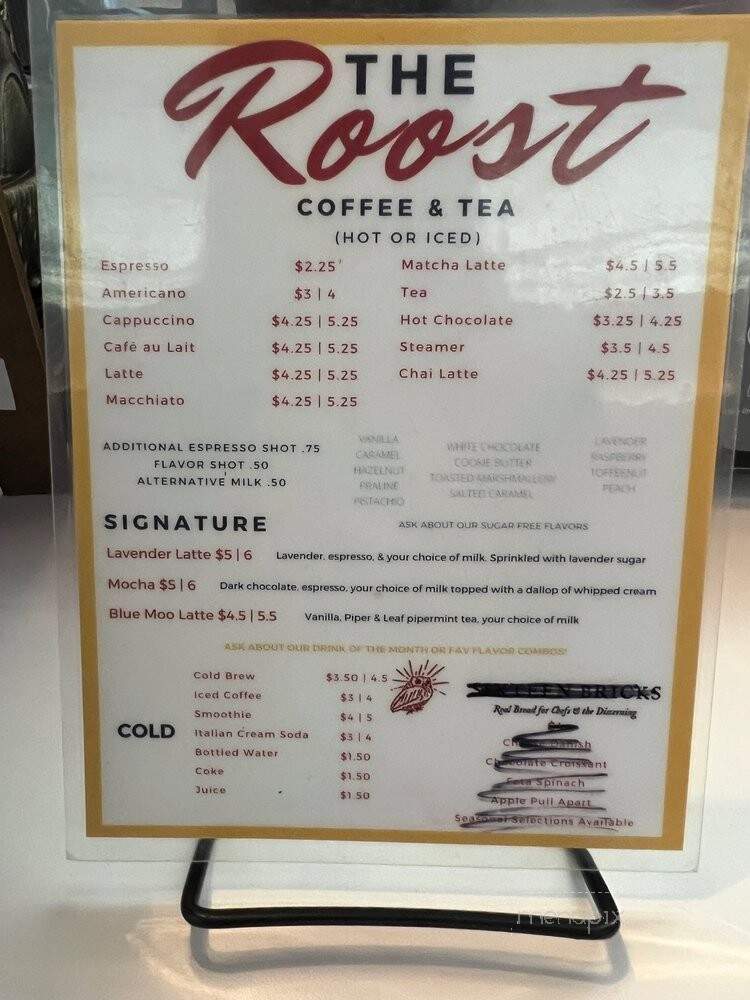 THE
Roost
COFFEE & TEA
(HOT OR ICED)
Espresso $2.25
Americano $3 | 4
Cappuccino $4.25 | 5.25
Café au Lait $4.25 | 5.25
Latte $4.25 | 5.25
Macchiato $4.25 | 5.25
Matcha Latte $4.5 | 5.5
Tea $2.5 | 3.5
Hot Chocolate $3.25 | 4.25
Steamer $3.5 | 4.5
Chai Latte $4.25 | 5.25
ADDITIONAL ESPRESSO SHOT .75
FLAVOR SHOT .50
ALTERNATIVE MILK .50
VANILLA
CARAMEL
HAZELNUT
PRALINE
PISTACHIO
WHITE CHOCOLATE
COOKIE BUTTER
TOASTED MARSHMALLOW
SALTED CARAMEL
LAVENDER
RASPBERRY
TOFFEENUT
PEACH
SIGNATURE
ASK ABOUT OUR SUGAR FREE FLAVORS
Lavender Latte $5 | 6 Lavender, espresso, & your choice of milk. Sprinkled with lavender sugar
Mocha $5 | 6 Dark chocolate, espresso, your choice of milk topped with a dallop of whipped cream
Blue Moo Latte $4.5 | 5.5 Vanilla, Piper & Leaf pipermint tea, your choice of milk
ASK ABOUT OUR DRINK OF THE MONTH OR FAV FLAVOR COMBOS!
COLD
Cold Brew $3.50 | 4.5
Iced Coffee $3 | 4
Smoothie $4 | 5
Italian Cream Soda $3 | 4
Bottled Water $1.50
Coke $1.50
Juice $1.50
BRICKS
Real Bread for Chefs & the Discerning
Danish
Chocolate Croissant
Feta Spinach
Apple Pull Apart
Seasonal Selections Available